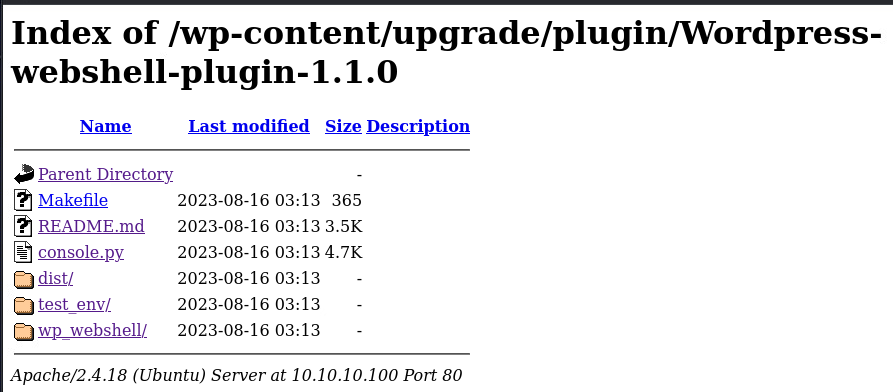 Index of /wp-content/upgrade/plugin/Wordpress-
webshell-plugin-1.1.0
Name Last modified Size Description
Parent Directory -
Makefile 2023-08-16 03:13 365
README.md 2023-08-16 03:13 3.5K
console.py 2023-08-16 03:13 4.7K
dist/ 2023-08-16 03:13 -
test_env/ 2023-08-16 03:13 -
wp_webshell/ 2023-08-16 03:13 -
Apache/2.4.18 (Ubuntu) Server at 10.10.10.100 Port 80